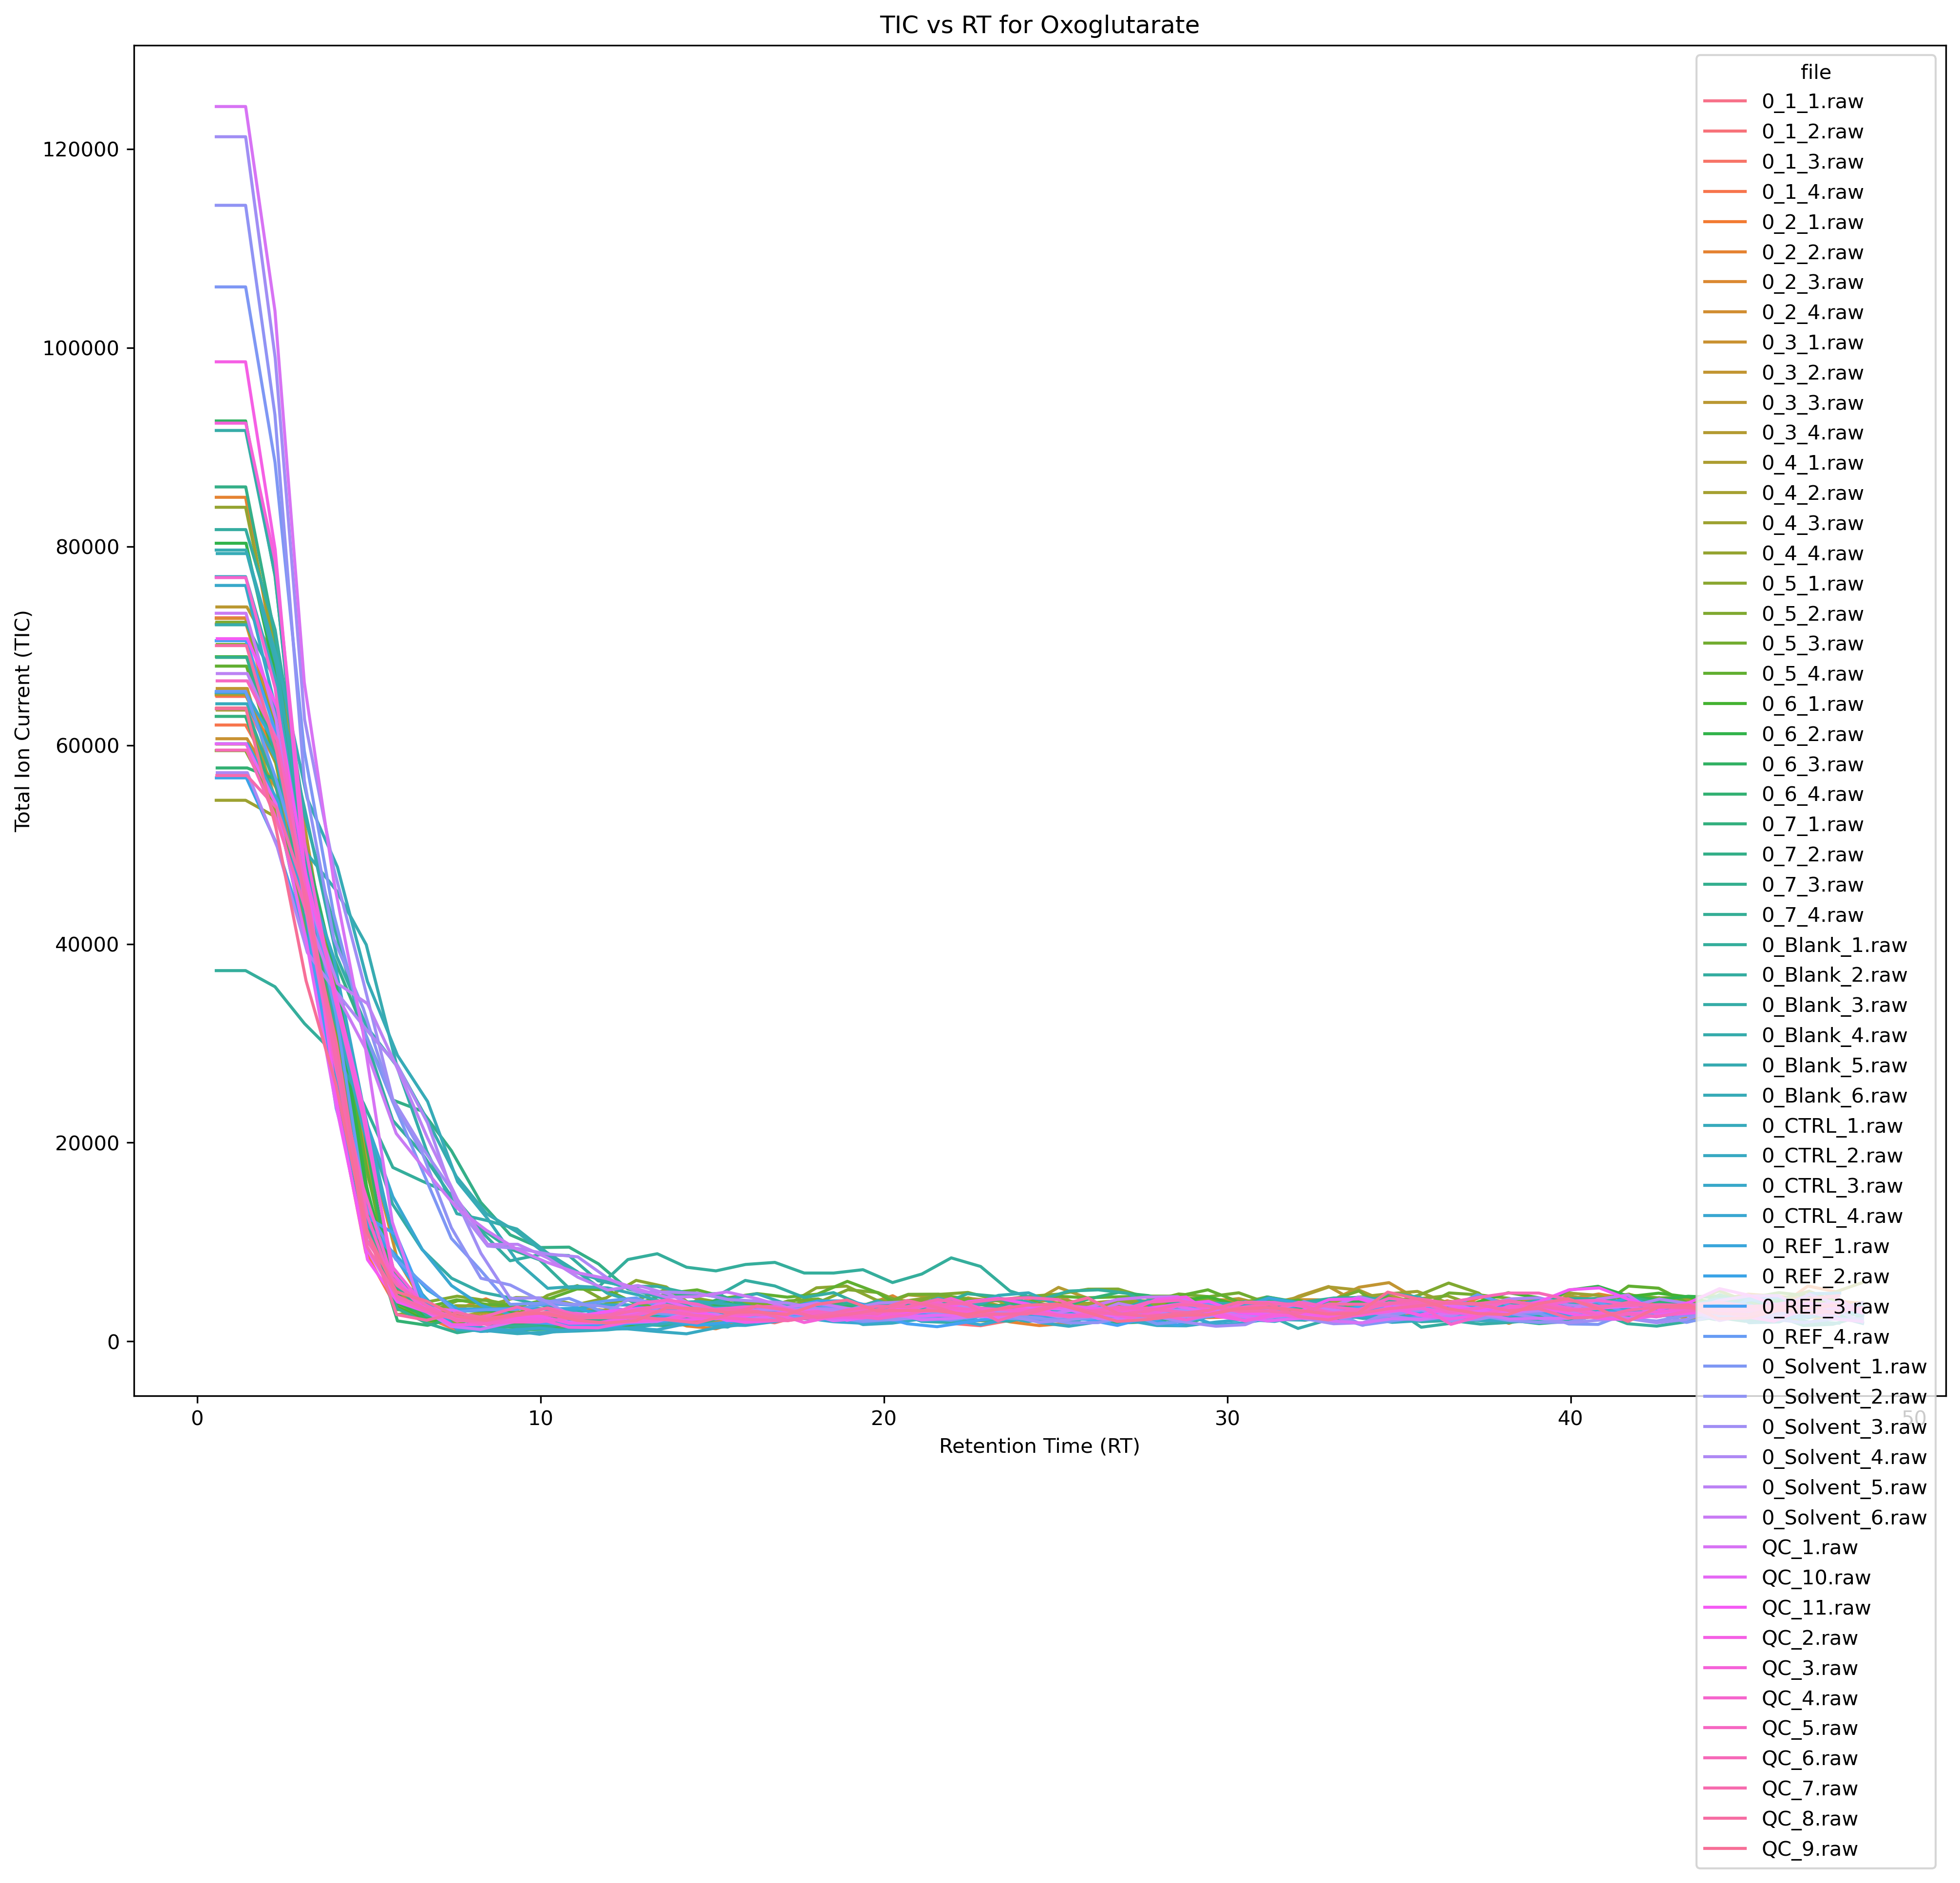 TIC vs RT for Oxoglutarate
Total Ion Current (TIC)
120000
100000
80000
60000
40000
20000
0
0
10
20
30
40
50
Retention Time (RT)
file
0_1_1.raw
0_1_2.raw
0_1_3.raw
0_1_4.raw
0_2_1.raw
0_2_2.raw
0_2_3.raw
0_2_4.raw
0_3_1.raw
0_3_2.raw
0_3_3.raw
0_3_4.raw
0_4_1.raw
0_4_2.raw
0_4_3.raw
0_4_4.raw
0_5_1.raw
0_5_2.raw
0_5_3.raw
0_5_4.raw
0_6_1.raw
0_6_2.raw
0_6_3.raw
0_6_4.raw
0_7_1.raw
0_7_2.raw
0_7_3.raw
0_7_4.raw
0_Blank_1.raw
0_Blank_2.raw
0_Blank_3.raw
0_Blank_4.raw
0_Blank_5.raw
0_Blank_6.raw
0_CTRL_1.raw
0_CTRL_2.raw
0_CTRL_3.raw
0_CTRL_4.raw
0_REF_1.raw
0_REF_2.raw
0_REF_3.raw
0_REF_4.raw
0_Solvent_1.raw
0_Solvent_2.raw
0_Solvent_3.raw
0_Solvent_4.raw
0_Solvent_5.raw
0_Solvent_6.raw
QC_1.raw
QC_10.raw
QC_11.raw
QC_2.raw
QC_3.raw
QC_4.raw
QC_5.raw
QC_6.raw
QC_7.raw
QC_8.raw
QC_9.raw